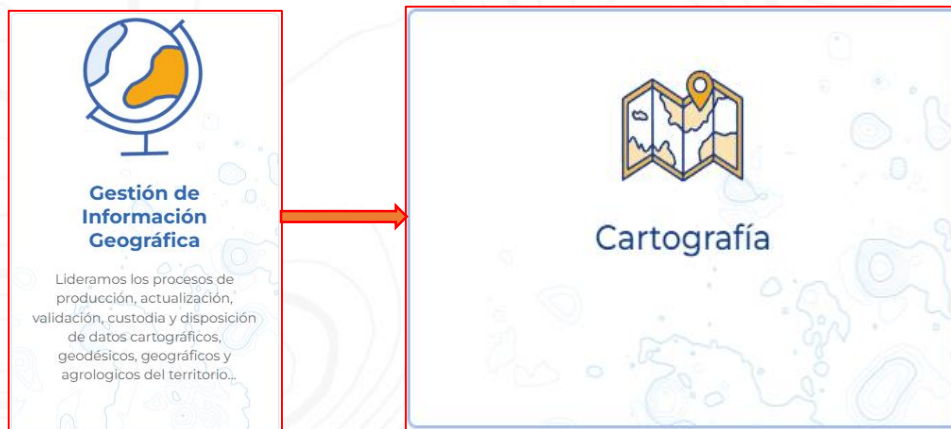 Gestión de
Información
Geográfica
Lideramos los procesos de
producción, actualización,
validación, custodia y disposición
de datos cartográficos,
geodésicos, geográficos y
agrologicos del territorio...
Cartografía